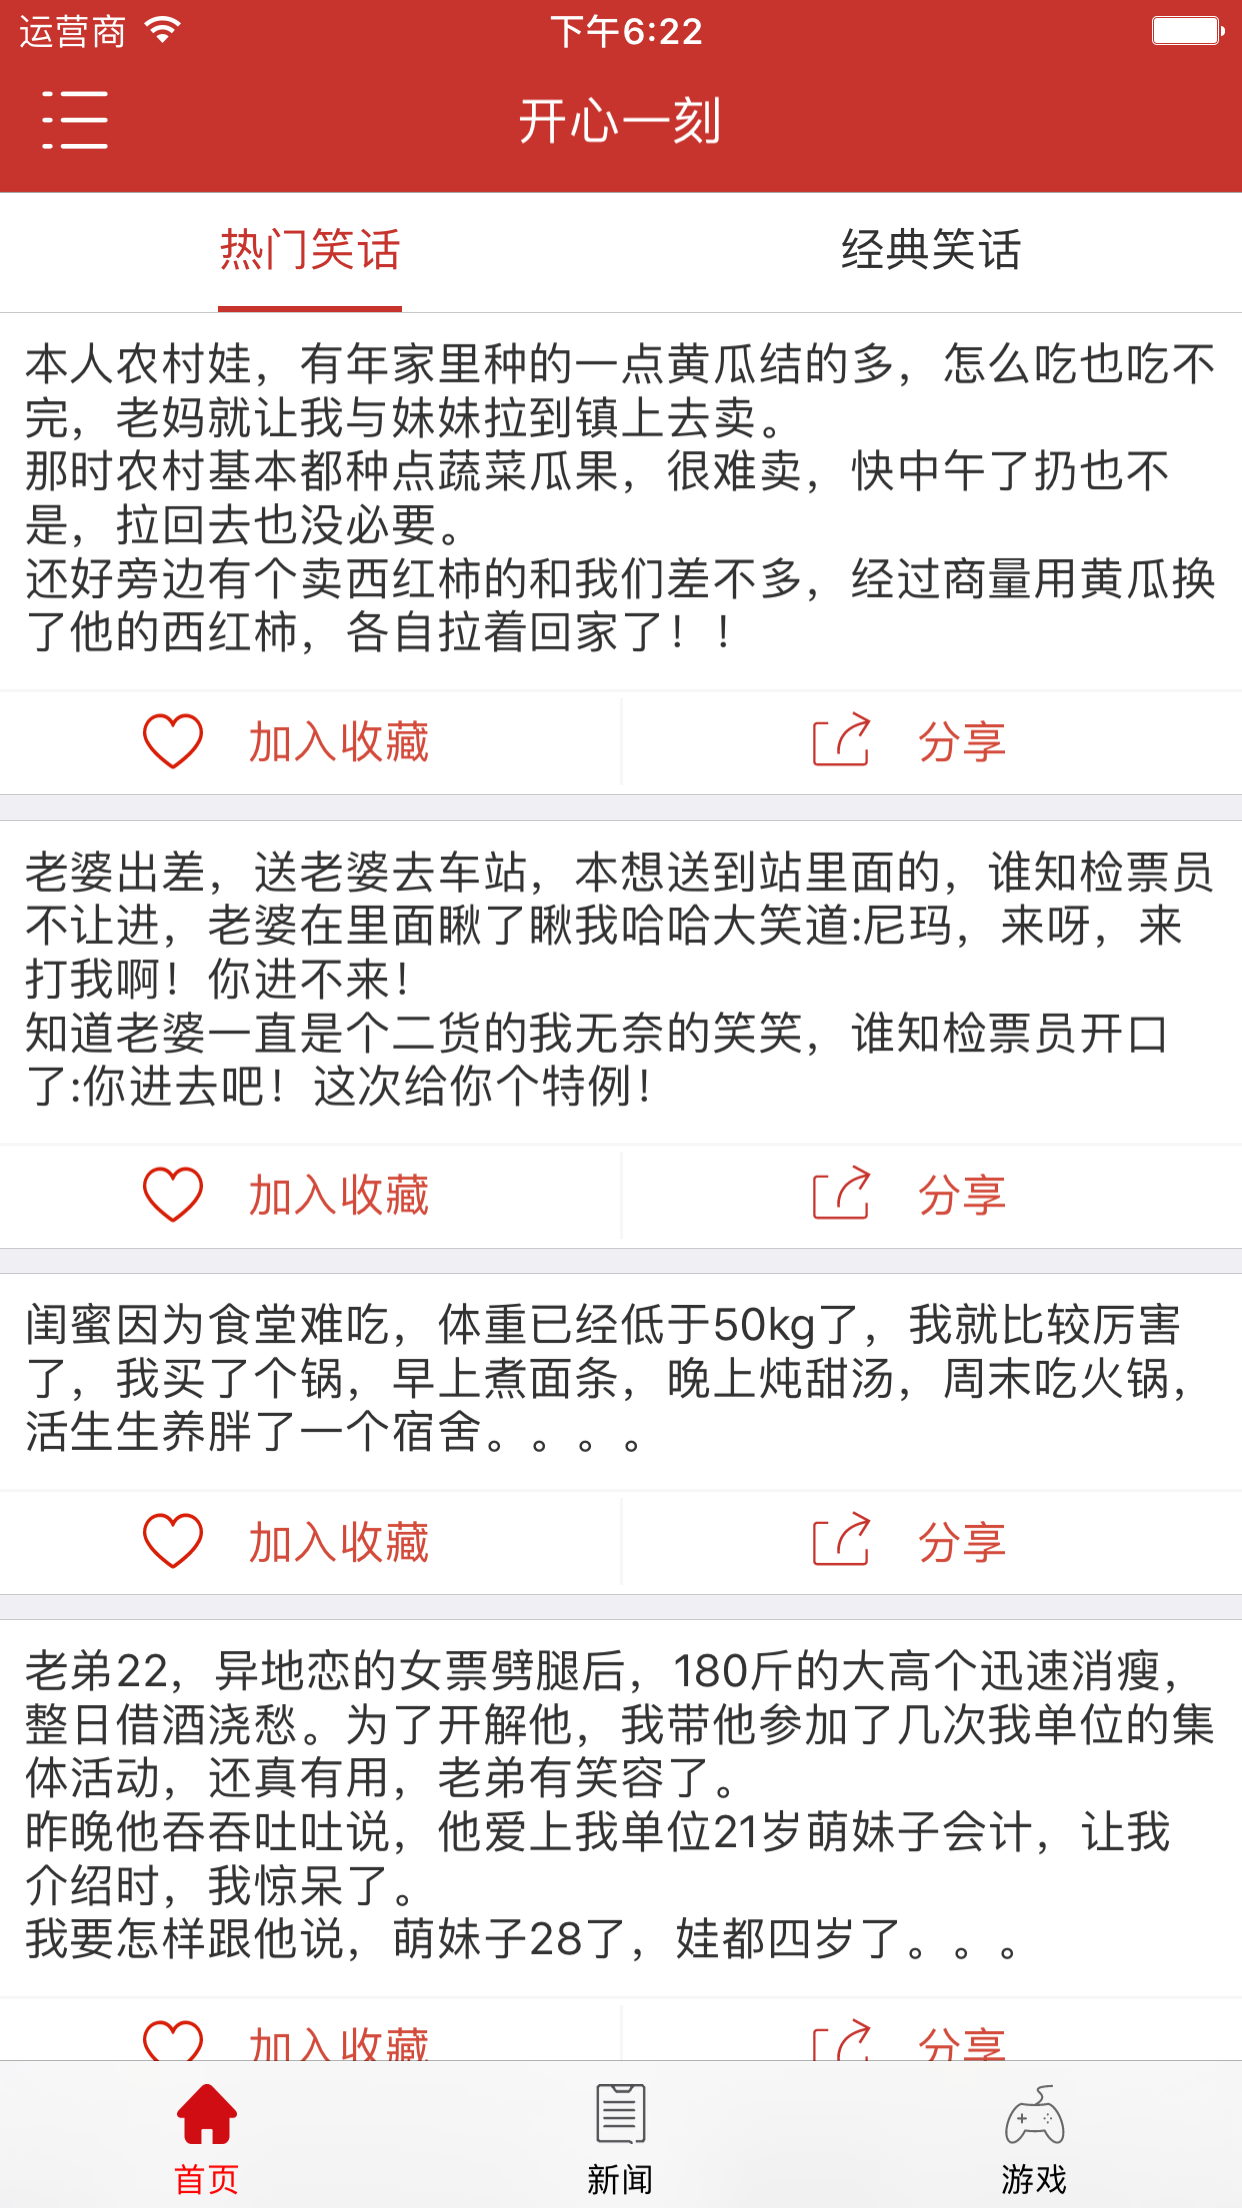 运营商
下午6:22
开心一刻
热门笑话
经典笑话
本人农村娃，有年家里种的一点黄瓜结的多，怎么吃也吃不
完，老妈就让我与妹妹拉到镇上去卖。
那时农村基本都种点蔬菜瓜果，很难卖，快中午了扔也不
是，拉回去也没必要。
还好旁边有个卖西红柿的和我们差不多，经过商量用黄瓜换
了他的西红柿，各自拉着回家了！！
加入收藏
分享
老婆出差，送老婆去车站，本想送到站里面的，谁知检票员
不让进，老婆在里面瞅了瞅我哈哈大笑道:尼玛，来呀，来
打我啊！你进不来！
知道老婆一直是个二货的我无奈的笑笑，谁知检票员开口
了:你进去吧！这次给你个特例！
加入收藏
分享
闺蜜因为食堂难吃，体重已经低于50kg了，我就比较厉害
了，我买了个锅，早上煮面条，晚上炖甜汤，周末吃火锅，
活生生养胖了一个宿舍。。。。
加入收藏
分享
老弟22，异地恋的女票劈腿后，180斤的大高个迅速消瘦，
整日借酒浇愁。为了开解他，我带他参加了几次我单位的集
体活动，还真有用，老弟有笑容了。
昨晚他吞吞吐吐说，他爱上我单位21岁萌妹子会计，让我
介绍时，我惊呆了。
我要怎样跟他说，萌妹子28了，娃都四岁了。。。
加入收藏
分享
首页
新闻
游戏